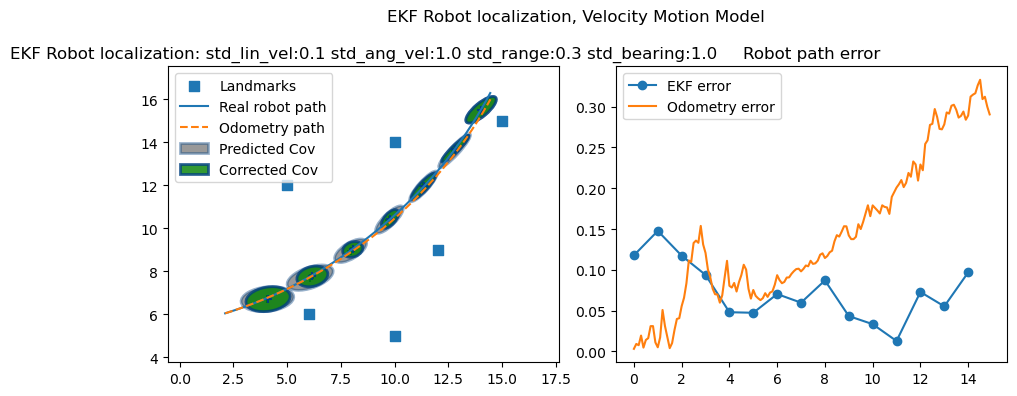 EKF Robot localization, Velocity Motion Model
EKF Robot localization: std_lin_vel:0.1 std_ang_vel:1.0 std_range:0.3 std_bearing:1.0
Robot path error
Landmarks
Real robot path
Odometry path
Predicted Cov
Corrected Cov
16
14
12
10
8
6
4
0.0 2.5 5.0 7.5 10.0 12.5 15.0 17.5
EKF error
Odometry error
0.30
0.25
0.20
0.15
0.10
0.05
0.00
0 2 4 6 8 10 12 14